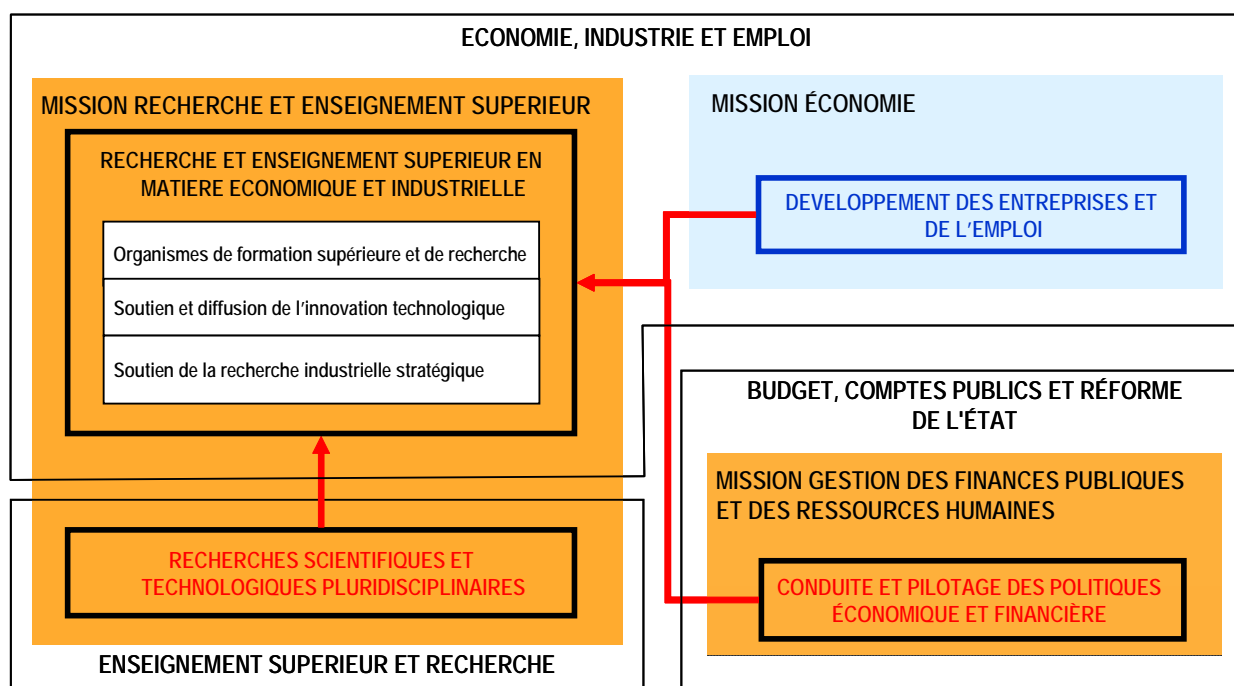 ECONOMIE, INDUSTRIE ET EMPLOI
MISSION RECHERCHE ET ENSEIGNEMENT SUPERIEUR
RECHERCHE ET ENSEIGNEMENT SUPERIEUR EN
MATIERE ECONOMIQUE ET INDUSTRIELLE
Organismes de formation supérieure et de recherche
Soutien et diffusion de l'innovation technologique
Soutien de la recherche industrielle stratégique
MISSION ÉCONOMIE
DEVELOPPEMENT DES ENTREPRISES ET
DE L'EMPLOI
BUDGET, COMPTES PUBLICS ET RÉFORME
DE L'ÉTAT
MISSION GESTION DES FINANCES PUBLIQUES
ET DES RESSOURCES HUMAINES
CONDUITE ET PILOTAGE DES POLITIQUES
ÉCONOMIQUE ET FINANCIÈRE
RECHERCHES SCIENTIFIQUES ET
TECHNOLOGIQUES PLURIDISCIPLINAIRES
ENSEIGNEMENT SUPERIEUR ET RECHERCHE